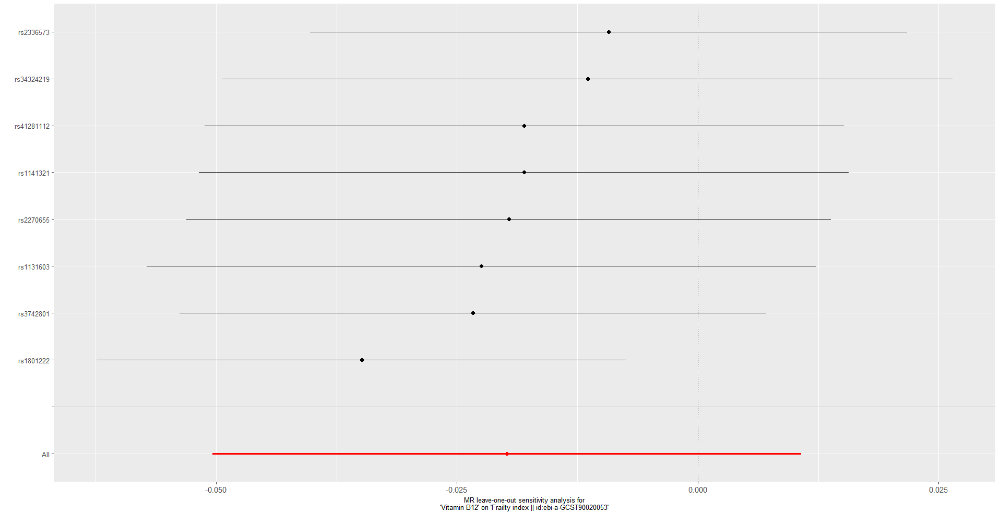 rs2336573
rs34324219
rs41281112
rs1141321
rs2270655
rs1131603
rs3742801
rs1801222
All
-0.050
-0.025
0.000
0.025
MR leave-one-out sensitivity analysis for
'Vitamin B12' on 'Frailty index || id:ebi-a-GCST90020053'